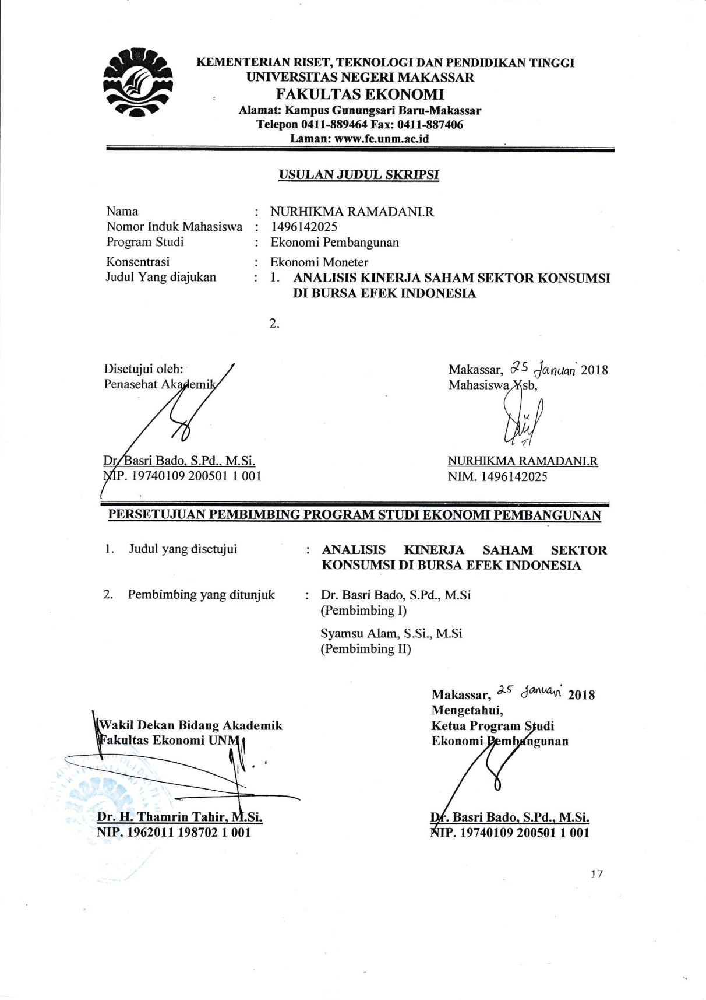 KEMENTERIAN RISET, TEKNOLOGI DAN PENDIDIKAN TINGGI
UNIVERSITAS NEGERI MAKASSAR
FAKULTAS EKONOMI
Alamat: Kampus Gunungsari Baru-Makassar
Telepon 0411-889464 Fax: 0411-887406
Laman: www.fe.unm.ac.id
USULAN JUDUL SKRIPSI
Nama : NURHIKMA RAMADANI.R
Nomor Induk Mahasiswa : 1496142025
Program Studi : Ekonomi Pembangunan
Konsentrasi : Ekonomi Moneter
Judul Yang diajukan : 1. ANALISIS KINERJA SAHAM SEKTOR KONSUMSI
DI BURSA EFEK INDONESIA
2.
Disetujui oleh:
Penasehat Akademik
Dr. Basri Bado, S.Pd., M.Si.
NIP. 19740109 200501 1 001
Makassar, 25 Januari 2018
Mahasiswa Ysb,
NURHIKMA RAMADANI.R
NIM. 1496142025
PERSETUJUAN PEMBIMBING PROGRAM STUDI EKONOMI PEMBANGUNAN
1. Judul yang disetujui : ANALISIS KINERJA SAHAM SEKTOR
KONSUMSI DI BURSA EFEK INDONESIA
2. Pembimbing yang ditunjuk : Dr. Basri Bado, S.Pd., M.Si
(Pembimbing I)
Syamsu Alam, S.Si., M.Si
(Pembimbing II)
Wakil Dekan Bidang Akademik
Fakultas Ekonomi UNM
Dr. H. Thamrin Tahir, M.Si.
NIP. 1962011 198702 1 001
Makassar, 25 Januari 2018
Mengetahui,
Ketua Program Studi
Ekonomi Pembangunan
Dr. Basri Bado, S.Pd., M.Si.
NIP. 19740109 200501 1 001
17